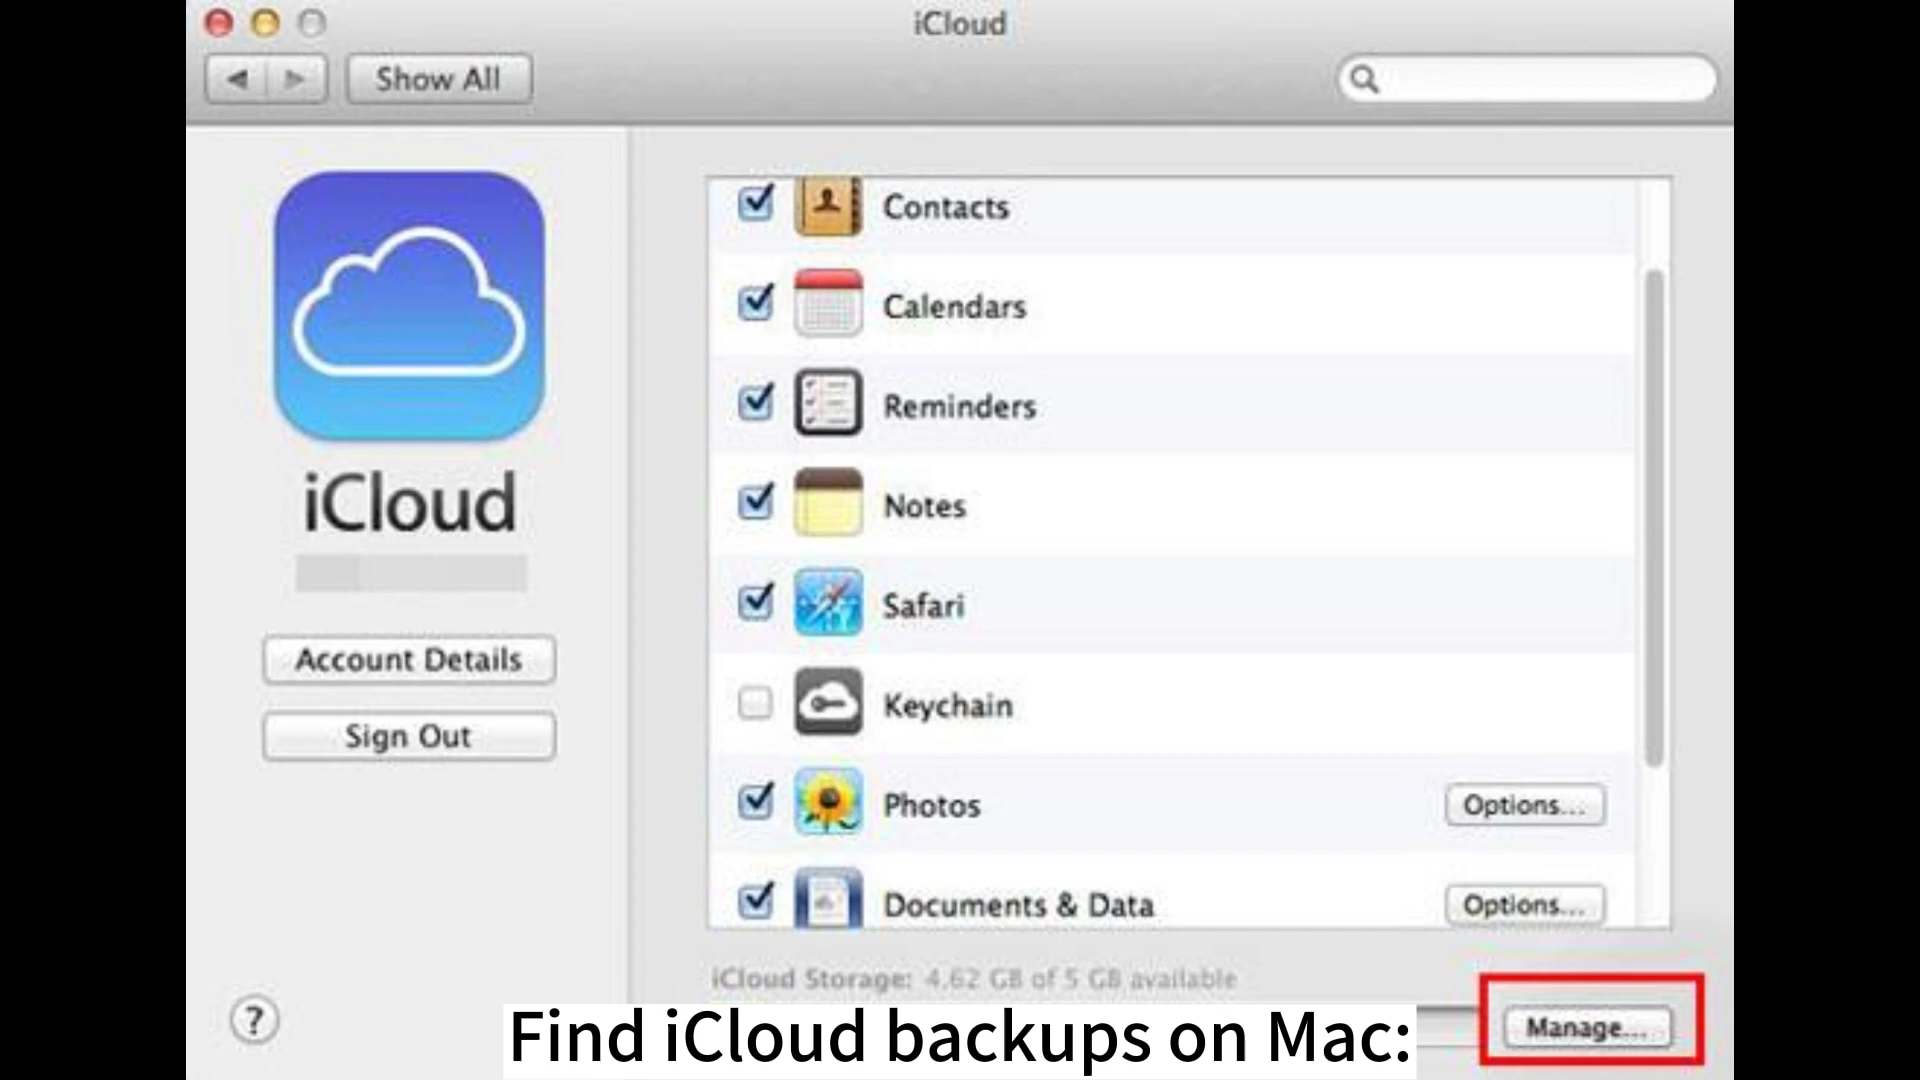 iCloud
Show All
Contacts
Calendars
Reminders
Notes
Safari
Keychain
Photos
Options...
Documents & Data
Options...
iCloud
Account Details
Sign Out
iCloud Storage: 4.62 GB of 5 GB available
?
Manage...
Find iCloud backups on Mac: